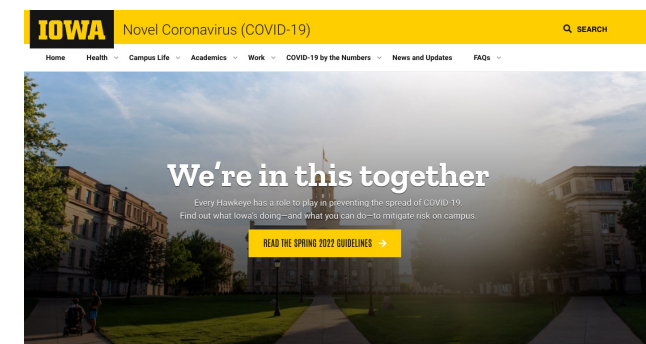 IOWA Novel Coronavirus (COVID-19) SEARCH
Home Health Campus Life Academics Work COVID-19 by the Numbers News and Updates FAQs
We're in this together
Every Hawkeye has a role to play in preventing the spread of COVID-19.
Find out what Iowa's doing—and what you can do—to mitigate risk on campus.
READ THE SPRING 2022 GUIDELINES